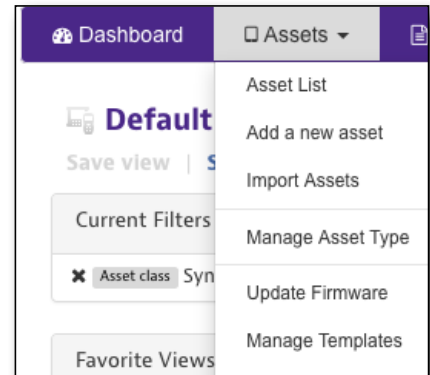 Dashboard
Assets
Default
Save view | S
Current Filters
Asset class Syn
Favorite Views
Asset List
Add a new asset
Import Assets
Manage Asset Type
Update Firmware
Manage Templates